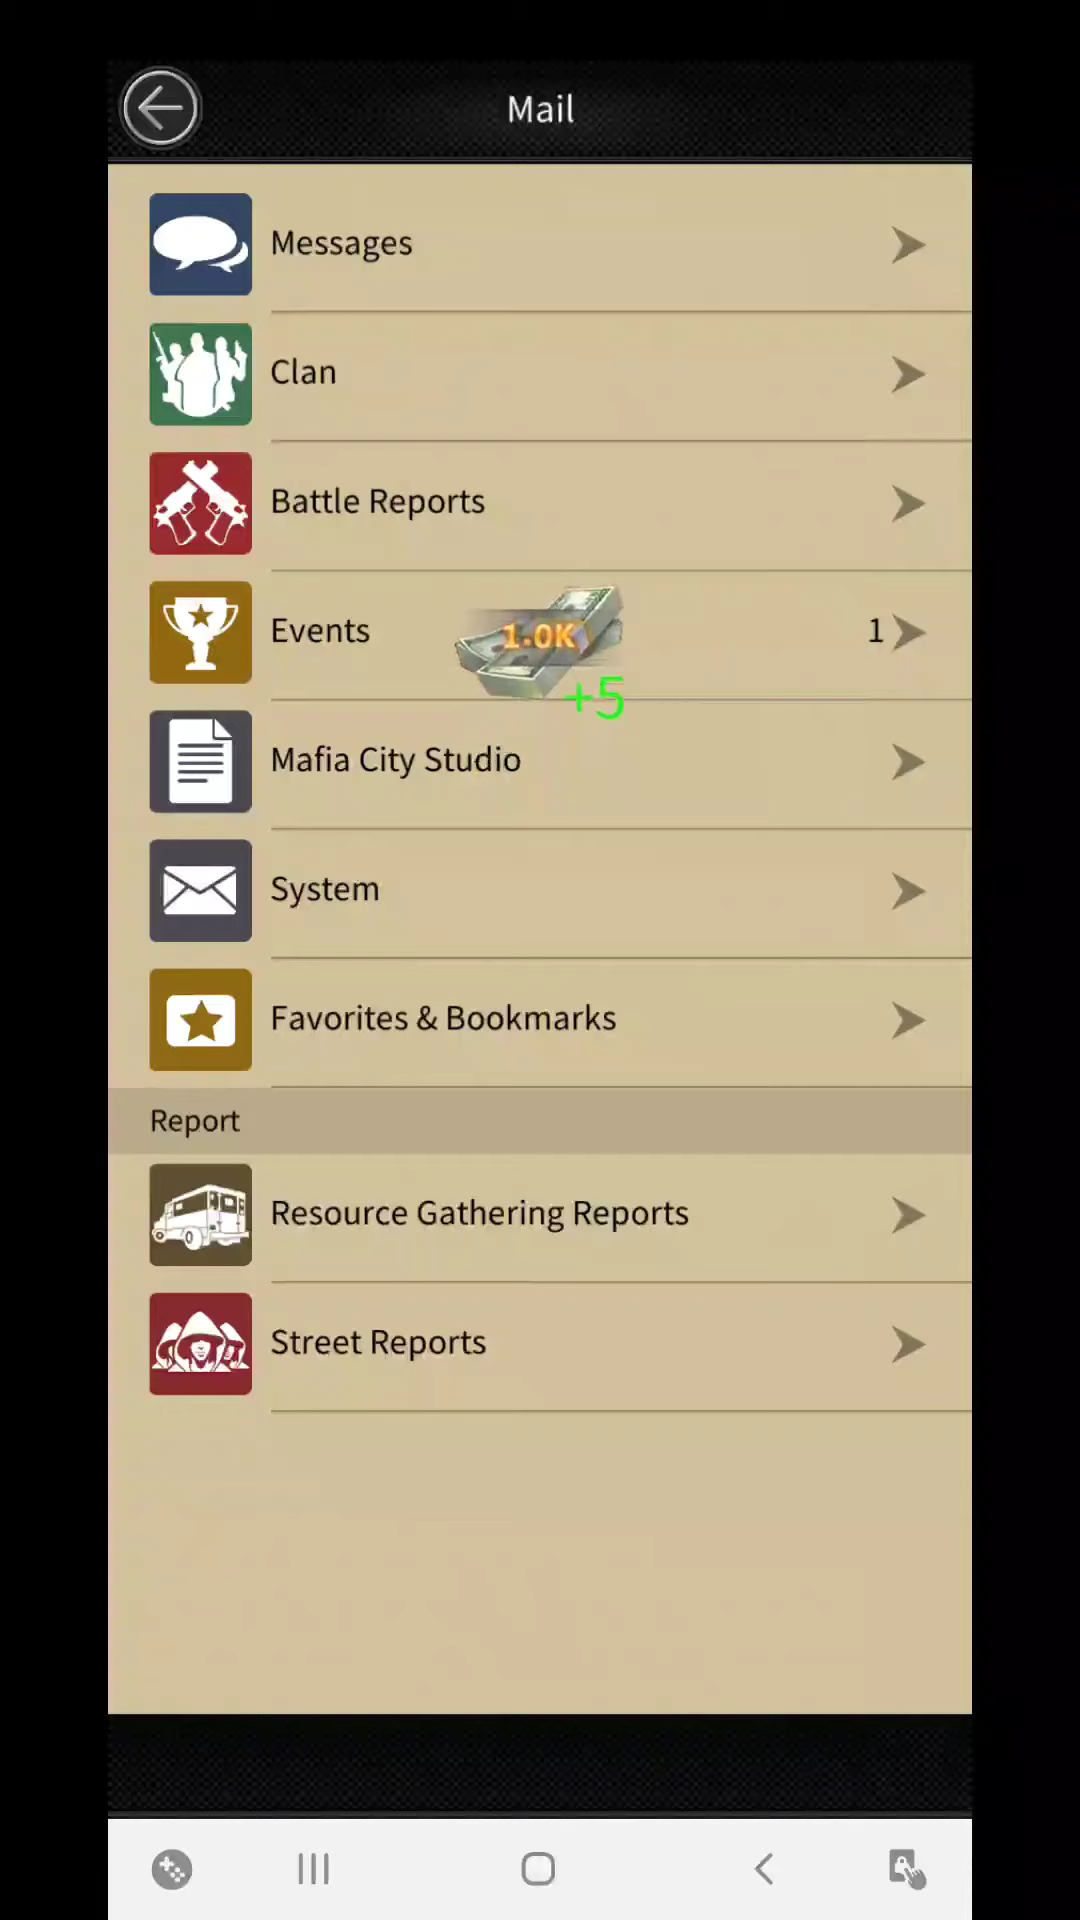 Mail
Messages
Clan
Battle Reports
Events
1.0K
1
+5
Mafia City Studio
System
Favorites & Bookmarks
Report
Resource Gathering Reports
Street Reports